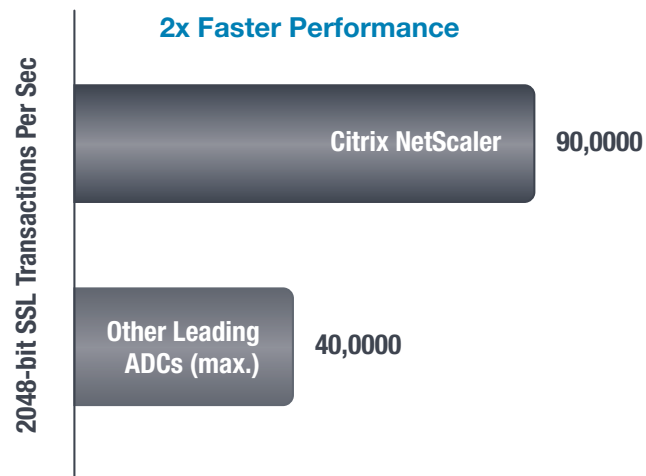 2x Faster Performance
2048-bit SSL Transactions Per Sec
Citrix NetScaler
90,0000
Other Leading
ADCs (max.)
40,0000